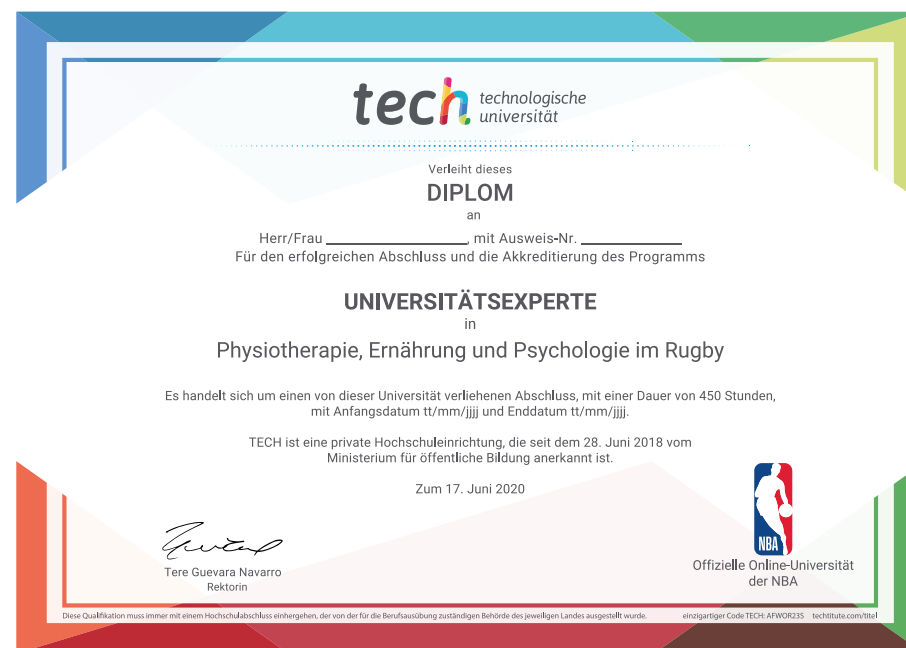 tech technologische
universität
Verleiht dieses
DIPLOM
an
Herr/Frau ____________________, mit Ausweis-Nr. ______________
Für den erfolgreichen Abschluss und die Akkreditierung des Programms
UNIVERSITÄTSEXPERTE
in
Physiotherapie, Ernährung und Psychologie im Rugby
Es handelt sich um einen von dieser Universität verliehenen Abschluss, mit einer Dauer von 450 Stunden,
mit Anfangsdatum tt/mm/jjjj und Enddatum tt/mm/jjjj.
TECH ist eine private Hochschuleinrichtung, die seit dem 28. Juni 2018 vom
Ministerium für öffentliche Bildung anerkannt ist.
Zum 17. Juni 2020
NBA
Tere Guevara Navarro
Rektorin
Offizielle Online-Universität
der NBA
Diese Qualifikation muss immer mit einem Hochschulabschluss einhergehen, der von der für die Berufsausübung zuständigen Behörde des jeweiligen Landes ausgestellt wurde. einzigartiger Code TECH: AFWOR23S techtitute.com/titel